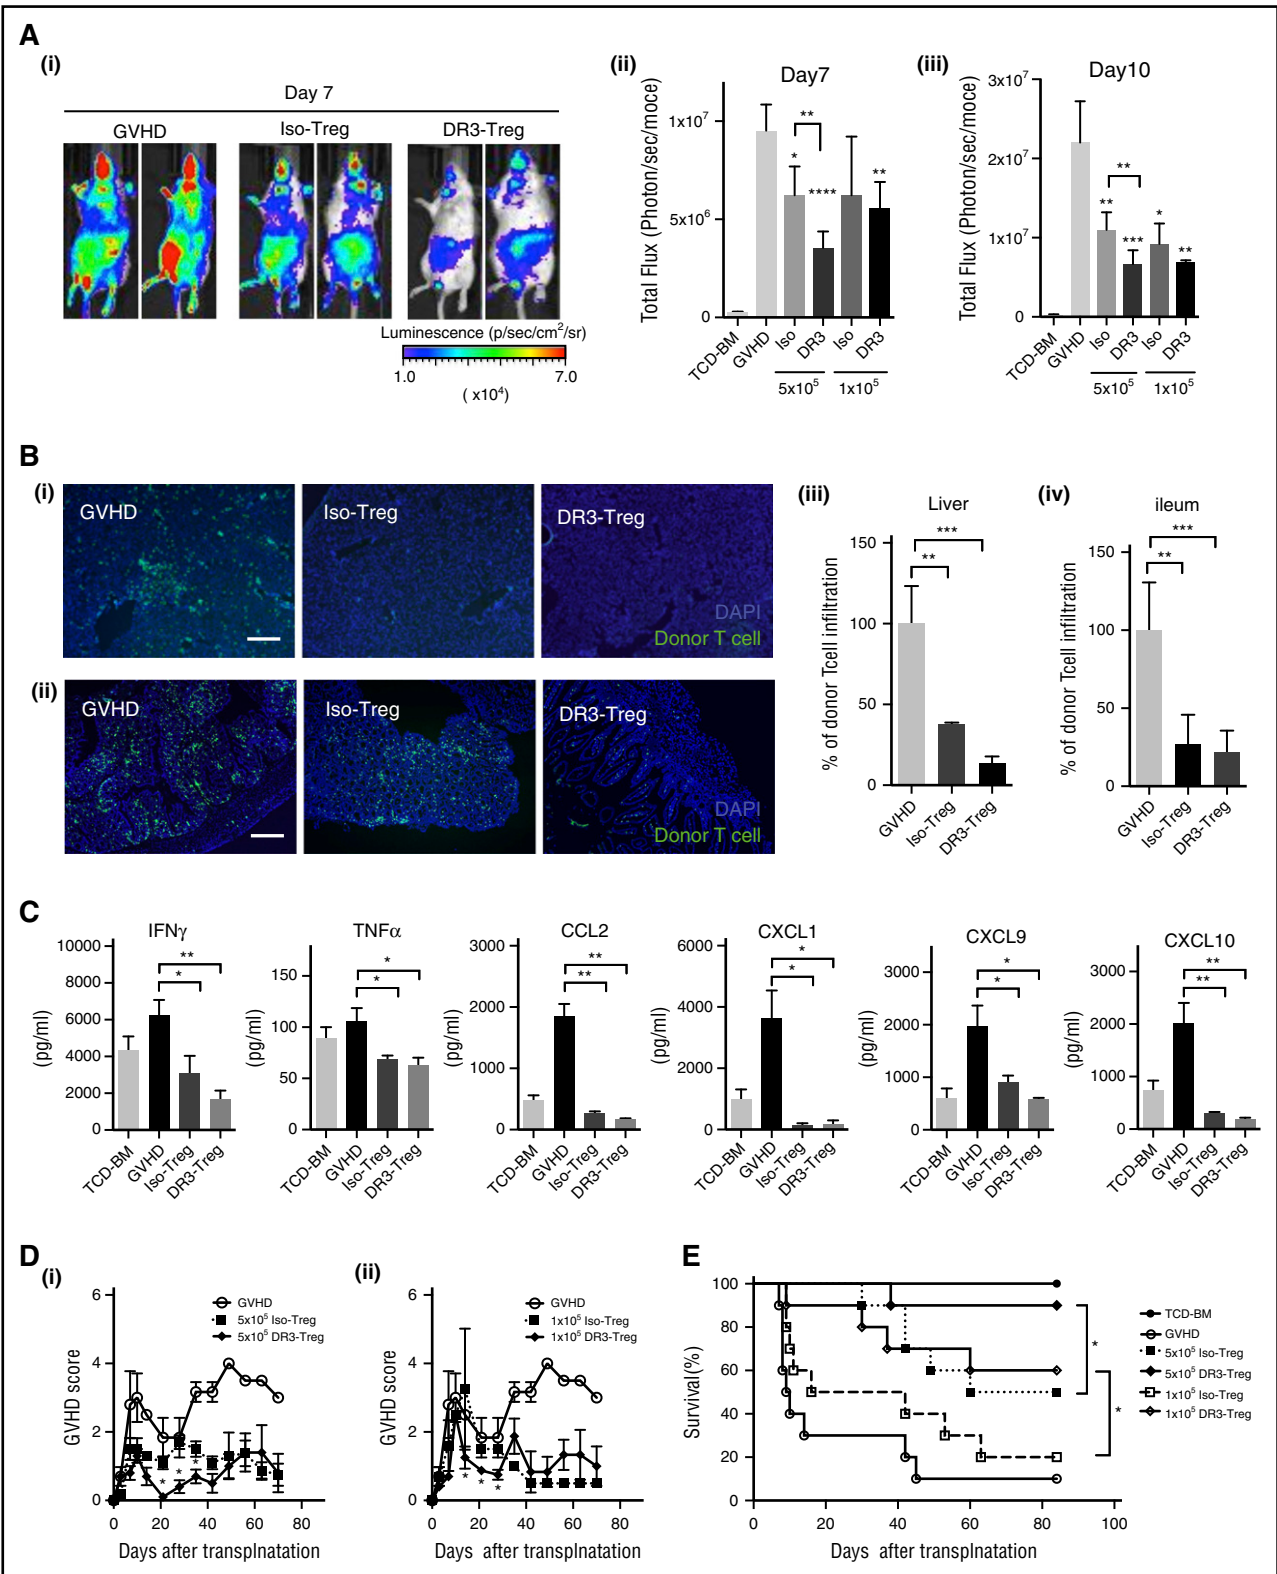 A
(i)
Day 7
GVHD
Iso-Treg
DR3-Treg
Luminescence (p/sec/cm²/sr)
1.0
7.0
( x10⁴)
(ii)
Day7
Total Flux (Photon/sec/moce)
1x10⁷
5x10⁶
0
**
*
****
**
TCD-BM
GVHD
Iso
DR3
Iso
DR3
5x10⁵
1x10⁵
(iii)
Day10
Total Flux (Photon/sec/moce)
3x10⁷
2x10⁷
1x10⁷
0
**
**
***
*
**
TCD-BM
GVHD
Iso
DR3
Iso
DR3
5x10⁵
1x10⁵
B
(i)
GVHD
Iso-Treg
DR3-Treg
DAPI
Donor T cell
(ii)
GVHD
Iso-Treg
DR3-Treg
DAPI
Donor T cell
(iii)
Liver
% of donor Tcell infiltration
150
100
50
0
***
**
GVHD
Iso-Treg
DR3-Treg
(iv)
ileum
% of donor Tcell infiltration
150
100
50
0
***
**
GVHD
Iso-Treg
DR3-Treg
C
IFNγ
(pg/ml)
10000
8000
6000
4000
2000
0
**
*
TCD-BM
GVHD
Iso-Treg
DR3-Treg
TNFα
(pg/ml)
150
100
50
0
*
*
TCD-BM
GVHD
Iso-Treg
DR3-Treg
CCL2
(pg/ml)
3000
2000
1000
0
**
**
TCD-BM
GVHD
Iso-Treg
DR3-Treg
CXCL1
(pg/ml)
6000
4000
2000
0
*
*
TCD-BM
GVHD
Iso-Treg
DR3-Treg
CXCL9
(pg/ml)
3000
2000
1000
0
*
*
TCD-BM
GVHD
Iso-Treg
DR3-Treg
CXCL10
(pg/ml)
3000
2000
1000
0
**
**
TCD-BM
GVHD
Iso-Treg
DR3-Treg
D
(i)
GVHD score
6
4
2
0
GVHD
5x10⁵ Iso-Treg
5x10⁵ DR3-Treg
*
*
*
0
20
40
60
80
Days after transplnatation
(ii)
GVHD score
6
4
2
0
GVHD
1x10⁵ Iso-Treg
1x10⁵ DR3-Treg
*
*
*
0
20
40
60
80
Days after transplnatation
E
Survival(%)
100
80
60
40
20
0
0
20
40
60
80
100
Days after transplnatation
*
*
TCD-BM
GVHD
5x10⁵ Iso-Treg
5x10⁵ DR3-Treg
1x10⁵ Iso-Treg
1x10⁵ DR3-Treg